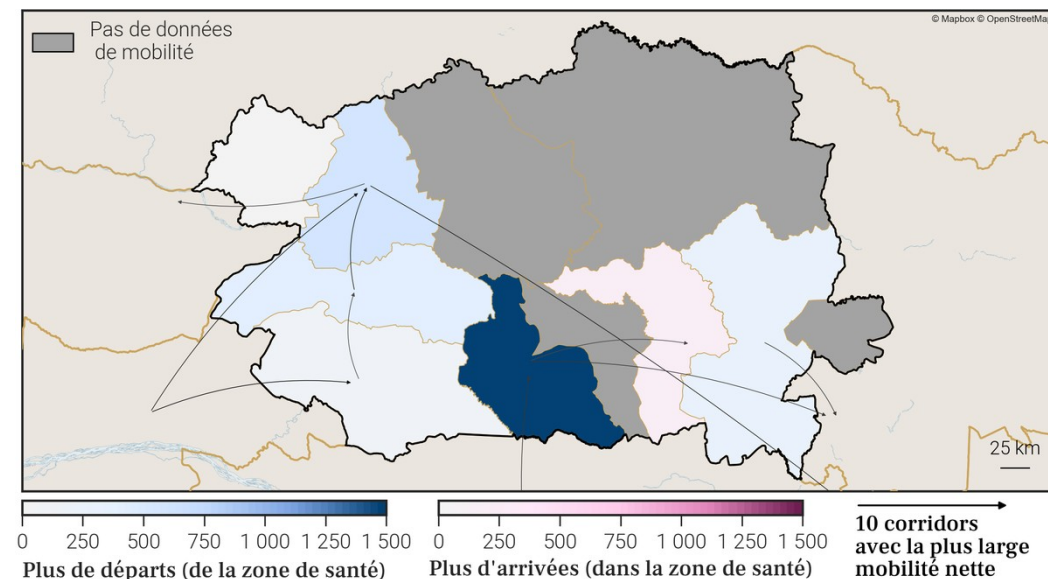 Pas de données
de mobilité
© Mapbox © OpenStreetMap
25 km
0 250 500 750 1 000 1 250 1 500
Plus de départs (de la zone de santé)
0 250 500 750 1 000 1 250 1 500
Plus d'arrivées (dans la zone de santé)
10 corridors
avec la plus large
mobilité nette